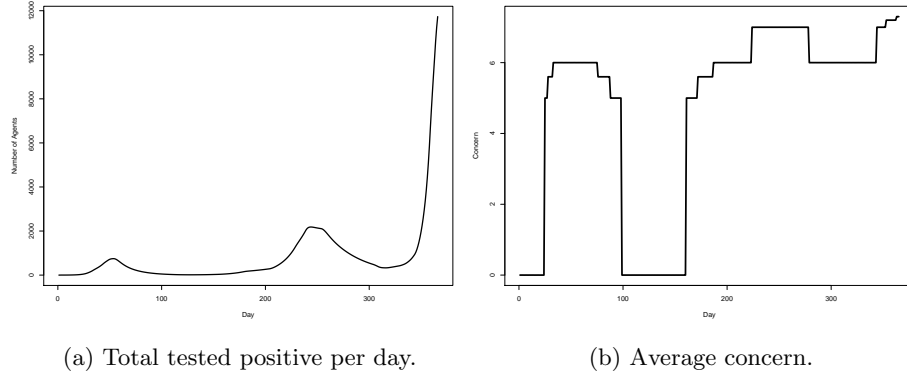 12000
10000
8000
6000
4000
2000
0
Number of Agents
0 100 200 300
Day
6
4
2
0
Concern
0 100 200 300
Day
(a) Total tested positive per day.
(b) Average concern.